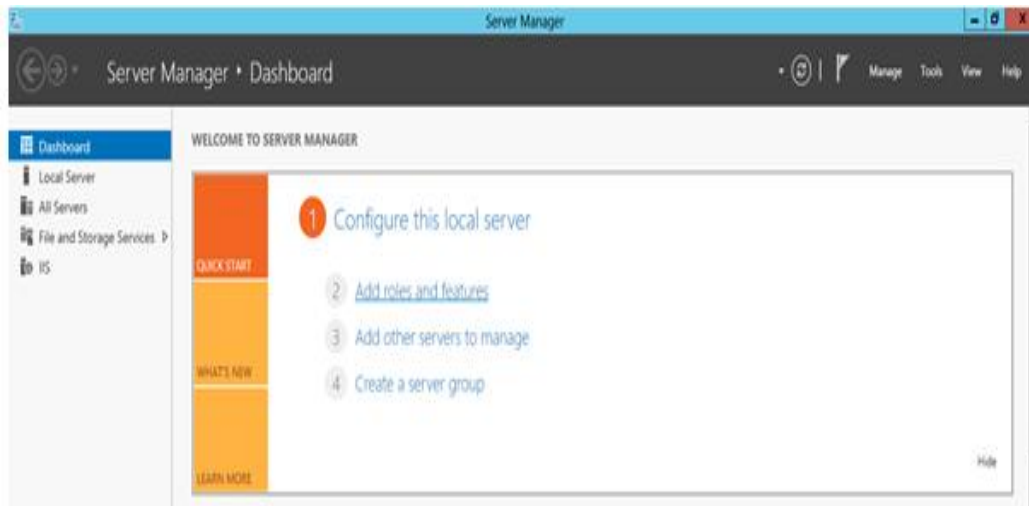 Server Manager
Server Manager • Dashboard
Manage Tools View Help
Dashboard
Local Server
All Servers
File and Storage Services
IIS
WELCOME TO SERVER MANAGER
QUICK START
WHAT'S NEW
LEARN MORE
1 Configure this local server
2 Add roles and features
3 Add other servers to manage
4 Create a server group
Hide